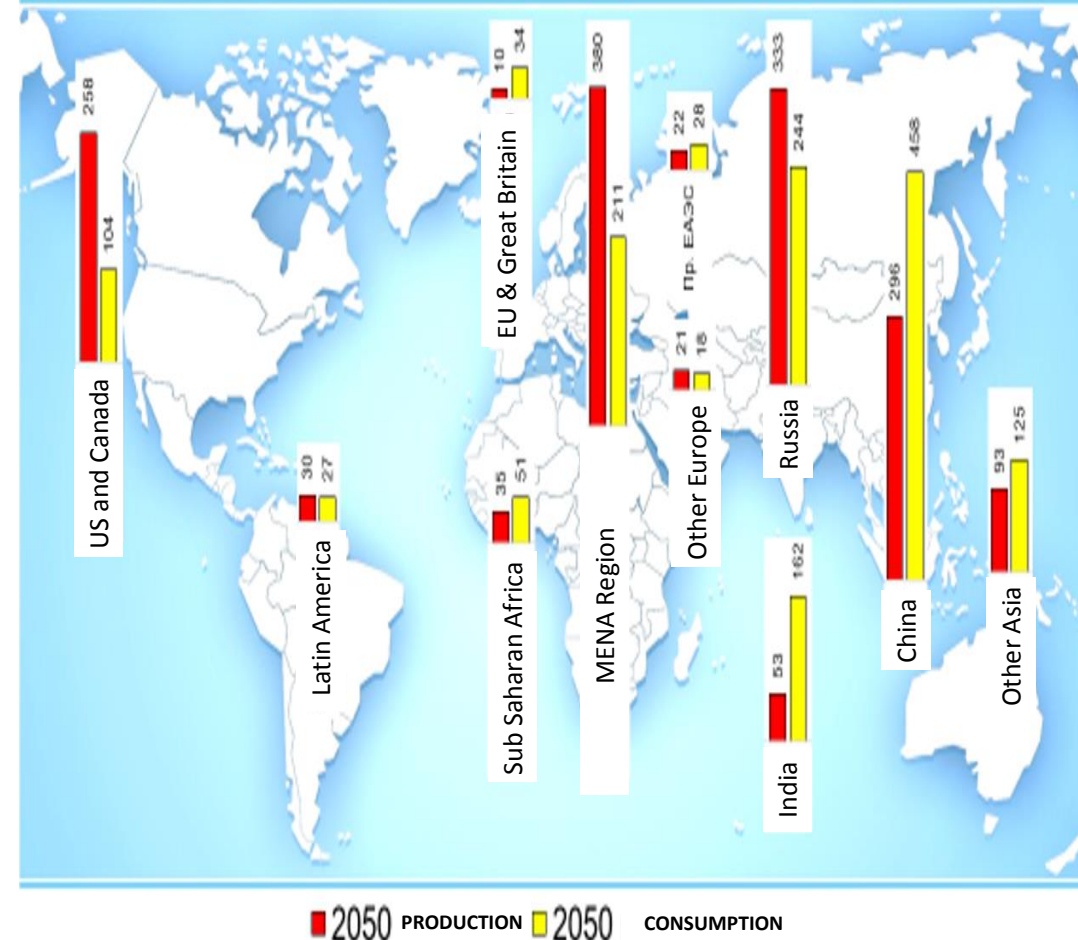 258
104
US and Canada
30
27
Latin America
10
34
EU & Great Britain
35
51
Sub Saharan Africa
380
211
MENA Region
22
28
Пр. ЕАЭС
21
18
Other Europe
333
244
Russia
53
162
India
296
458
China
93
125
Other Asia
2050 PRODUCTION 2050 CONSUMPTION